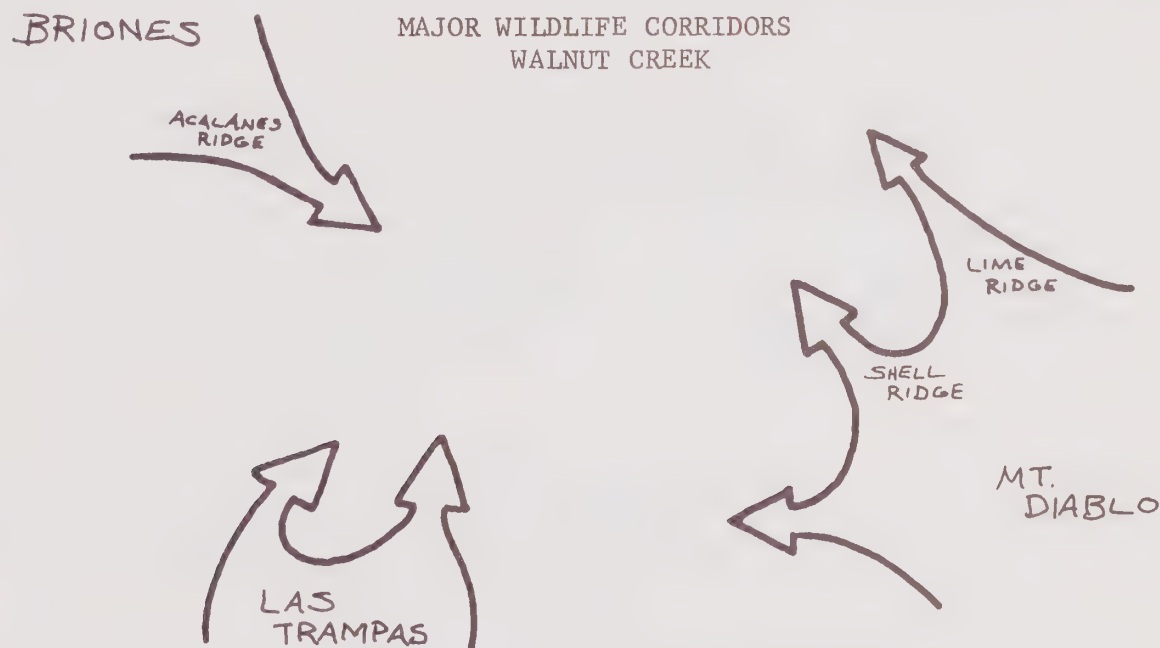 BRIONES
MAJOR WILDLIFE CORRIDORS
WALNUT CREEK
ACALANES
RIDGE
LIME
RIDGE
SHELL
RIDGE
MT.
DIABLO
LAS
TRAMPAS